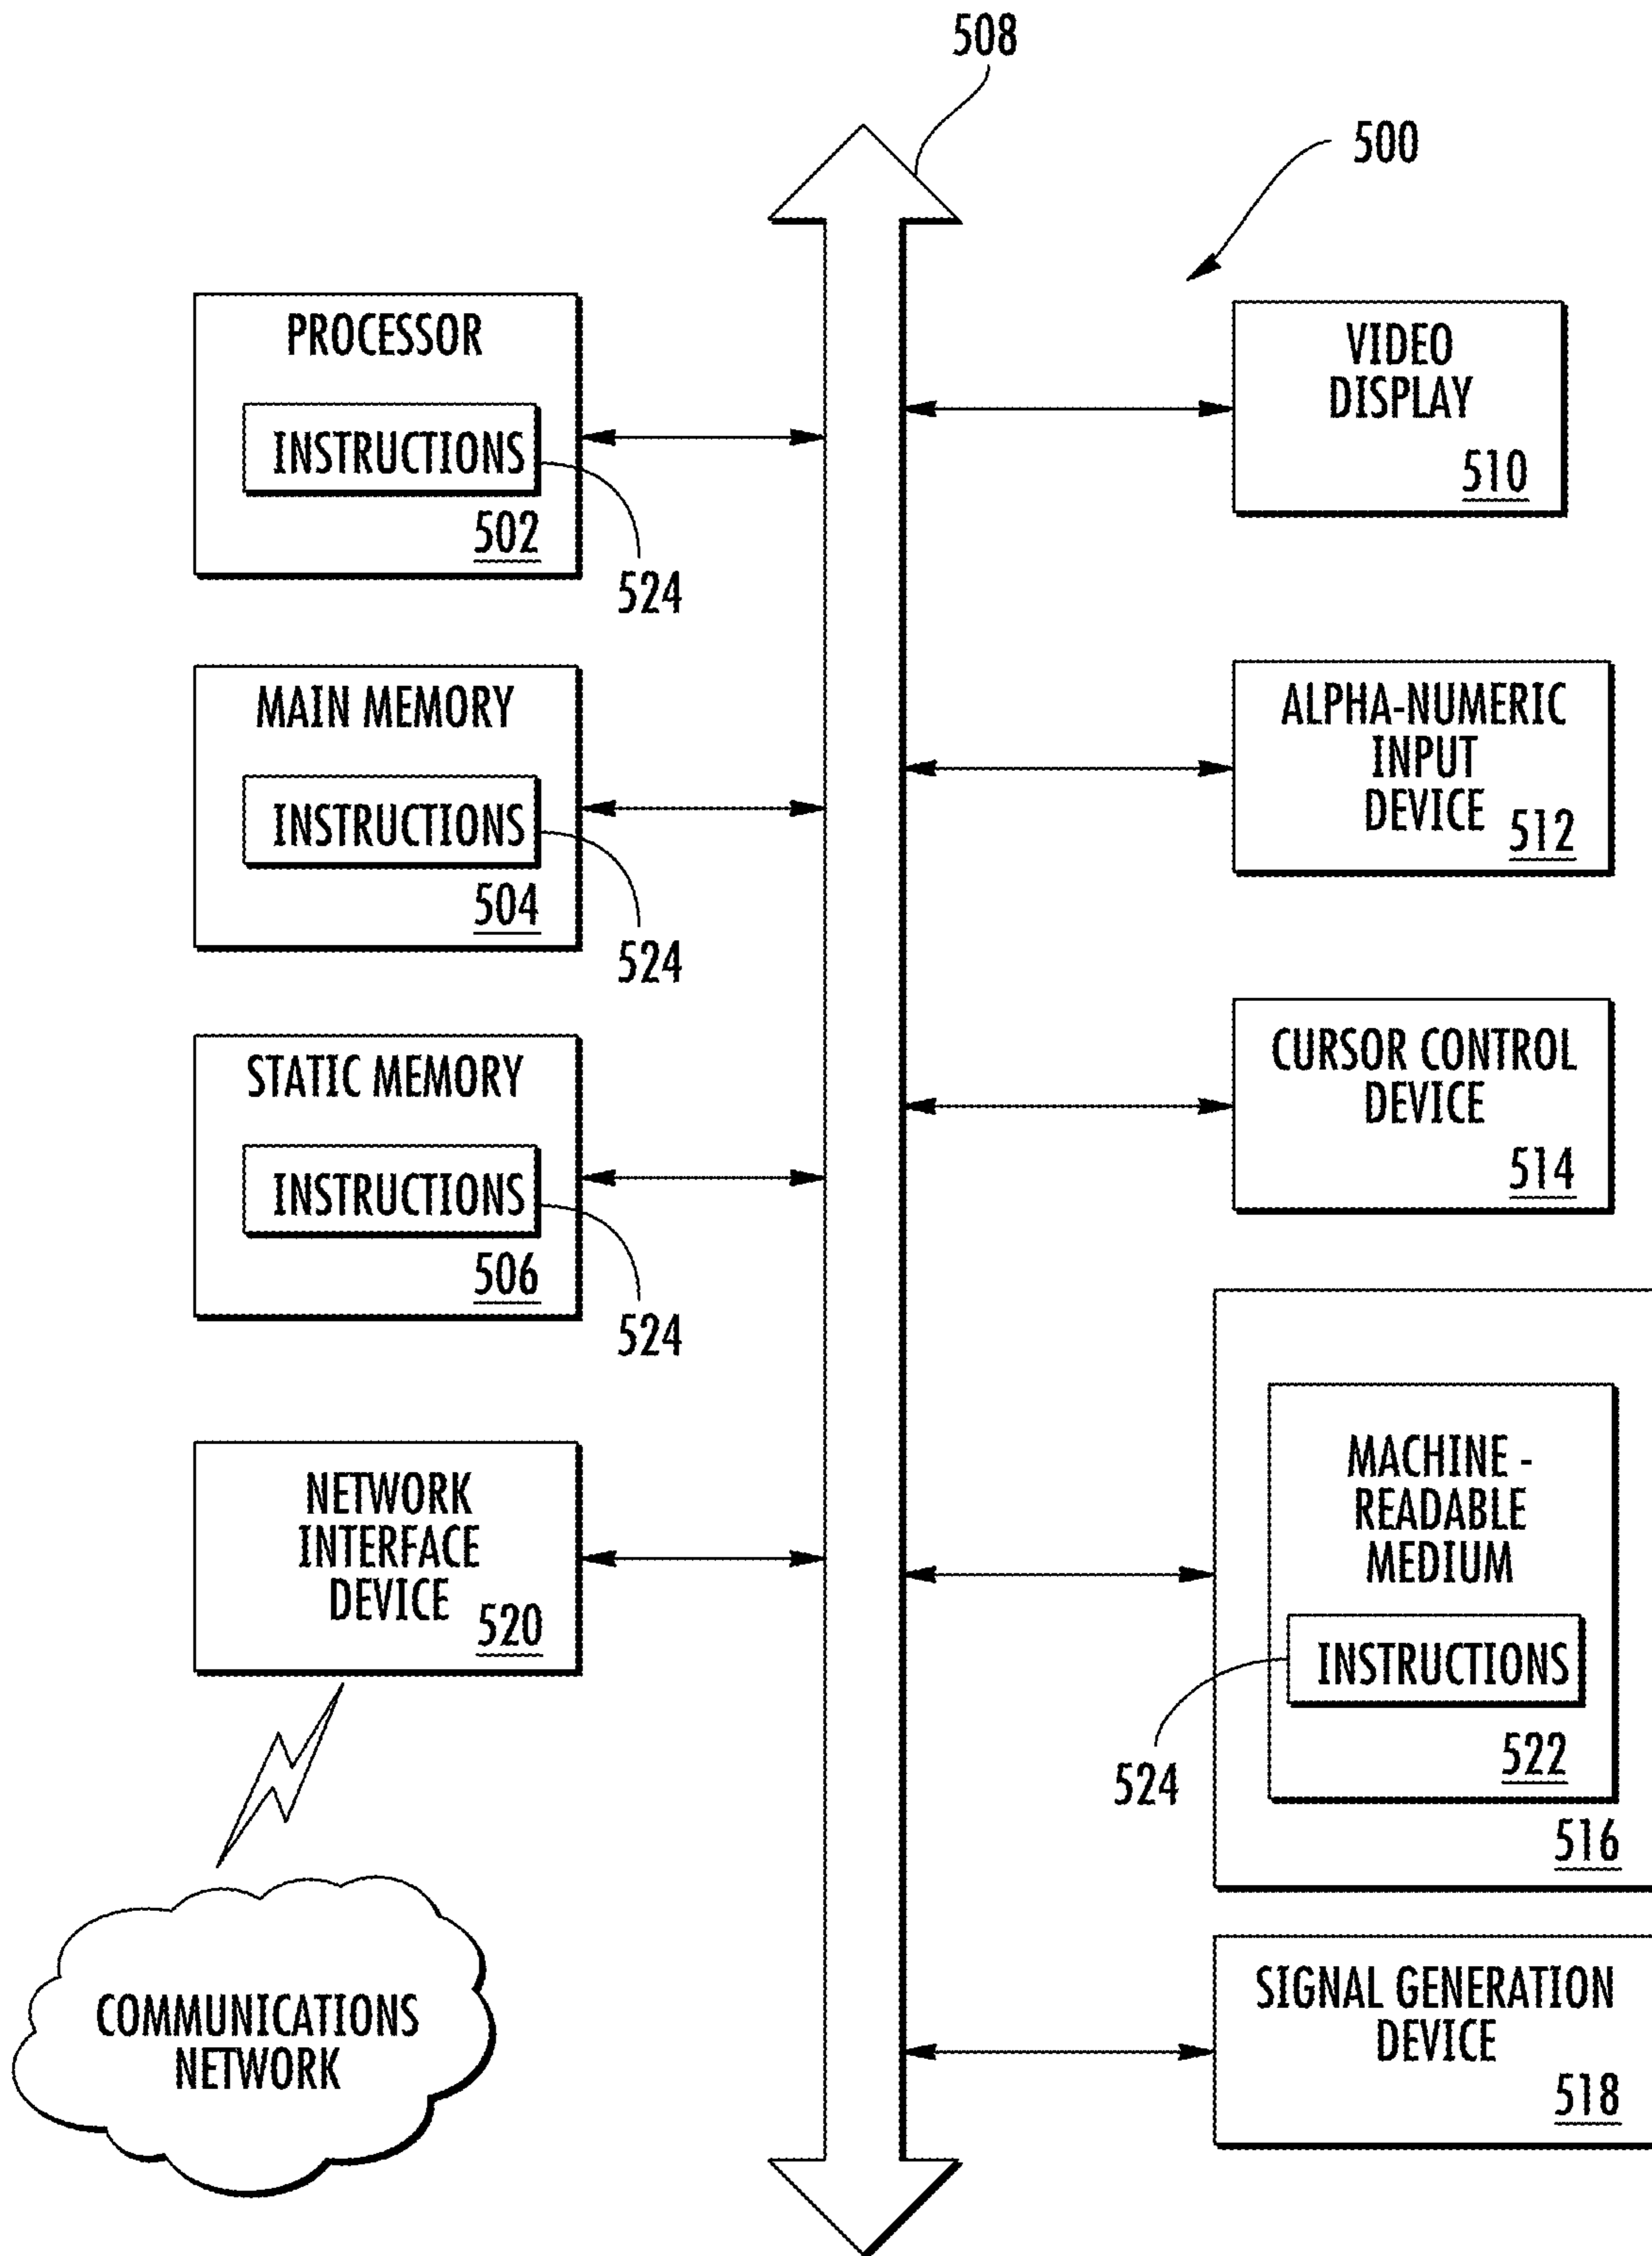 508
500
PROCESSOR
INSTRUCTIONS
502
524
MAIN MEMORY
INSTRUCTIONS
504
524
STATIC MEMORY
INSTRUCTIONS
506
524
NETWORK
INTERFACE
DEVICE
520
COMMUNICATIONS
NETWORK
VIDEO
DISPLAY
510
ALPHA-NUMERIC
INPUT
DEVICE
512
CURSOR CONTROL
DEVICE
514
MACHINE -
READABLE
MEDIUM
INSTRUCTIONS
524
522
516
SIGNAL GENERATION
DEVICE
518